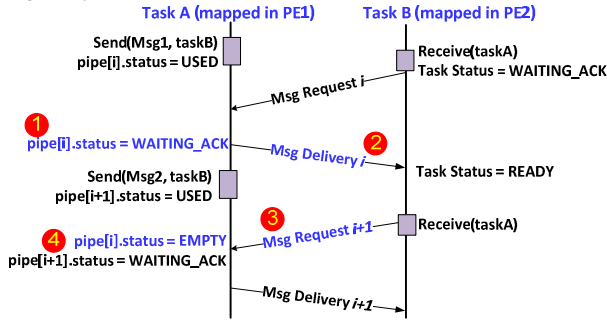 Task A (mapped in PE1)
Task B (mapped in PE2)
Send(Msg1, taskB)
pipe[i].status = USED
Receive(taskA)
Task Status = WAITING_ACK
Msg Request i
1
pipe[i].status = WAITING_ACK
2
Msg Delivery i
Task Status = READY
Send(Msg2, taskB)
pipe[i+1].status = USED
3
Receive(taskA)
Msg Request i+1
4
pipe[i].status = EMPTY
pipe[i+1].status = WAITING_ACK
Msg Delivery i+1